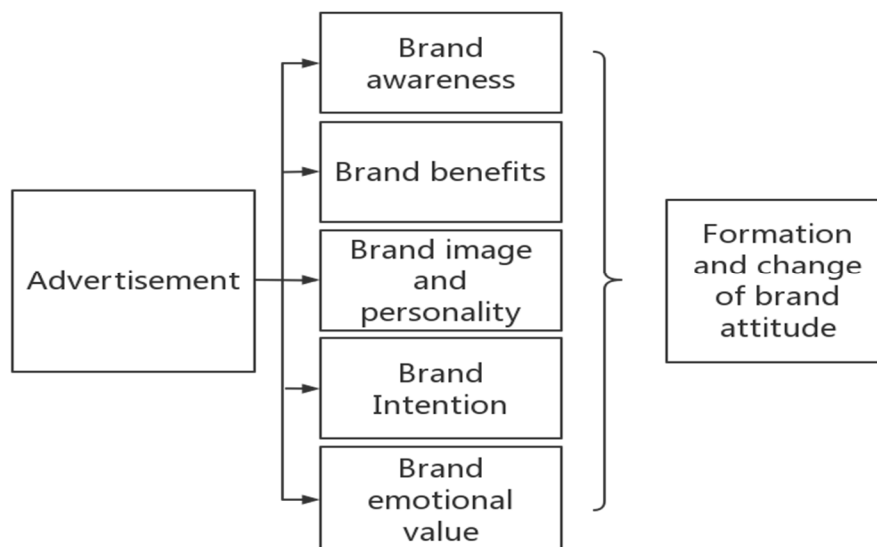 Advertisement
Brand
awareness
Brand benefits
Brand image
and
personality
Brand
Intention
Brand
emotional
value
Formation
and change
of brand
attitude